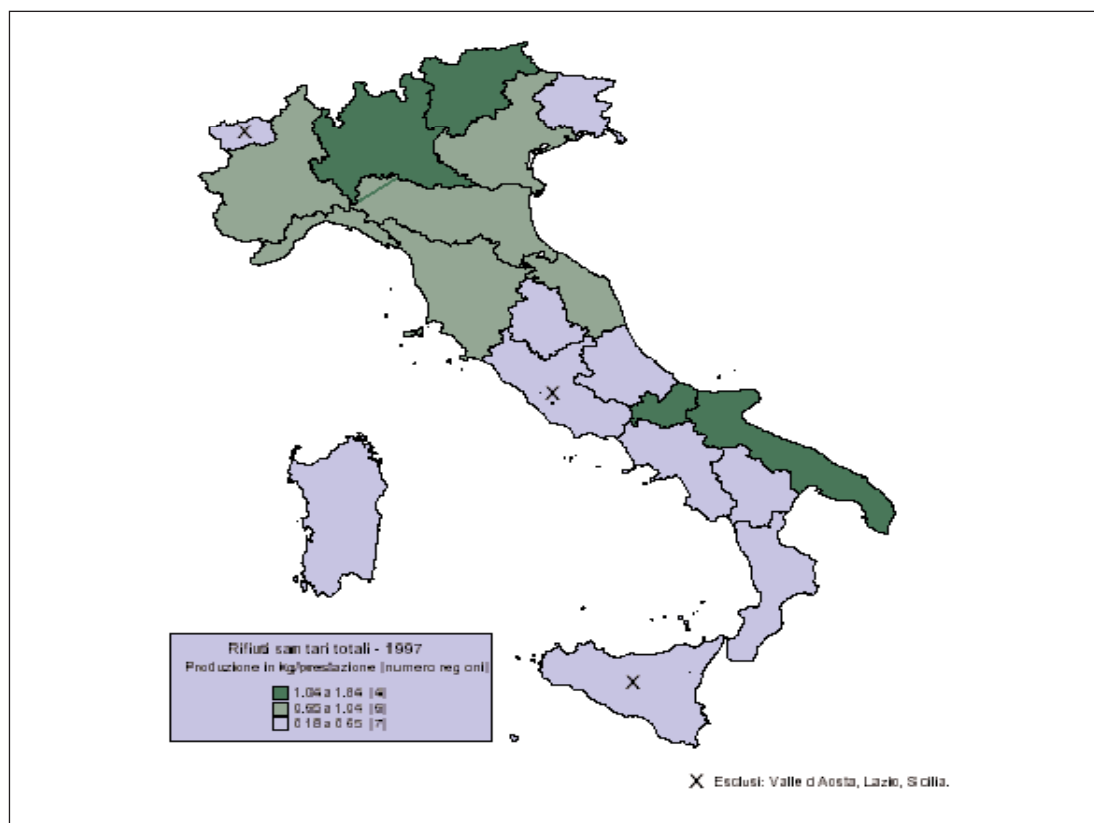 Rifiuti sanitari totali - 1997
Produzione in kg/prestazione [numero regioni]
1.04 a 1.84 [4]
0.65 a 1.04 [6]
0.18 a 0.65 [7]
X Esclusi: Valle d Aosta, Lazio, Sicilia.